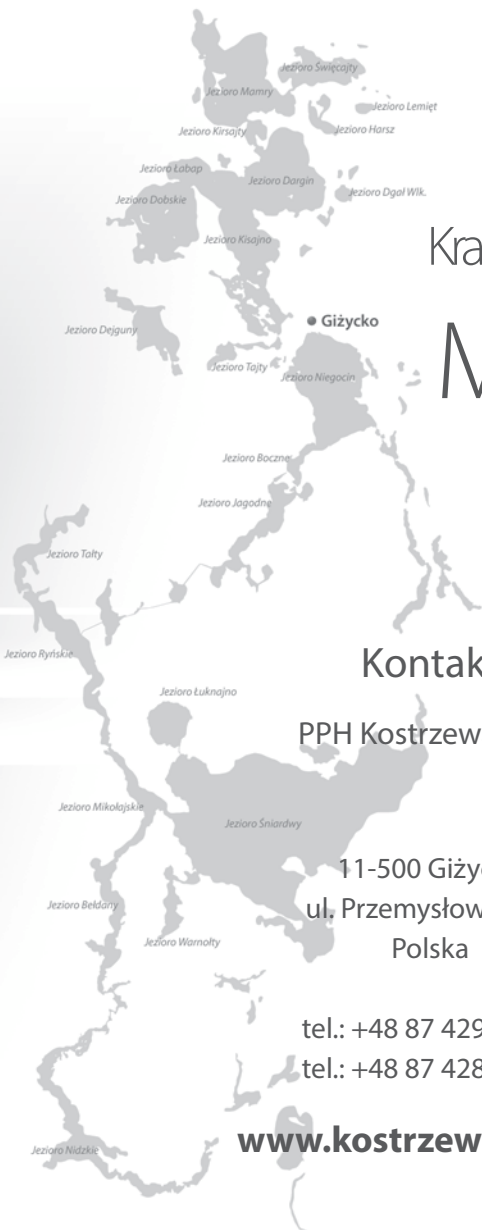 Jezioro Święcajty
Jezioro Mamry
Jezioro Lemięt
Jezioro Kirsajty
Jezioro Harsz
Jezioro Łabap
Jezioro Dargin
Jezioro Dobskie
Jezioro Dgał Wlk.
Jezioro Kisajno
Kra
Giżycko
M
Jezioro Dejguny
Jezioro Tajty
Jezioro Niegocin
Jezioro Boczne
Jezioro Jagodne
Jezioro Tałty
Jezioro Ryńskie
Kontak
Jezioro Łuknajno
PPH Kostrzew
Jezioro Mikołajskie
Jezioro Śniardwy
11-500 Giży
Jezioro Bełdany
ul. Przemysłow
Jezioro Warnołty
Polska
tel.: +48 87 429
tel.: +48 87 428
www.kostrzew
Jezioro Nidzkie